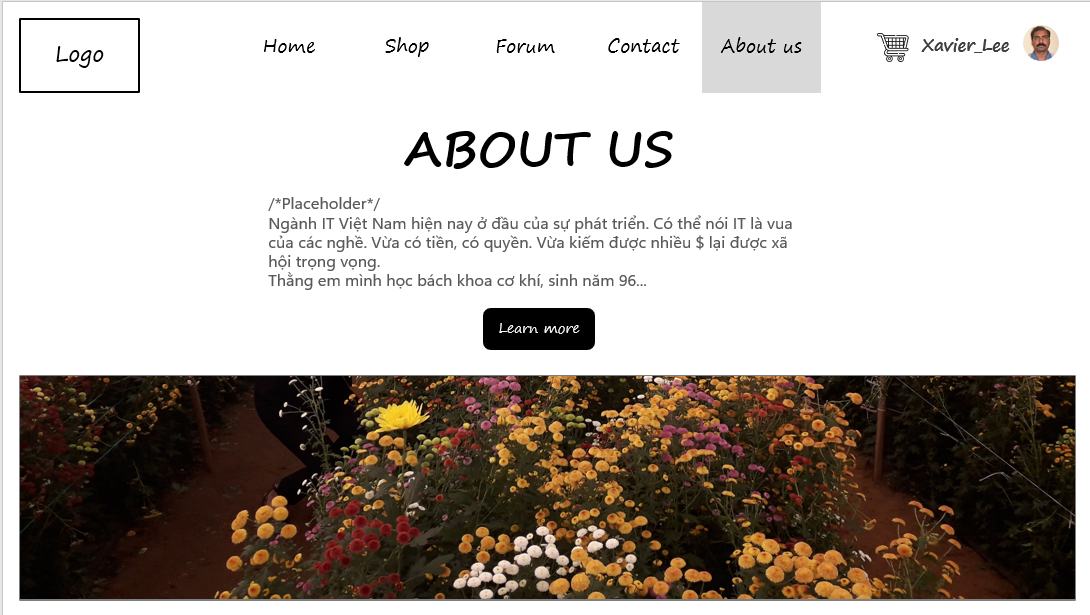 Logo
Home
Shop
Forum
Contact
About us
Xavier_Lee
ABOUT US
/*Placeholder*/
Ngành IT Việt Nam hiện nay ở đầu của sự phát triển. Có thể nói IT là vua
của các nghề. Vừa có tiền, có quyền. Vừa kiếm được nhiều $ lại được xã
hội trọng vọng.
Thằng em mình học bách khoa cơ khí, sinh năm 96...
Learn more